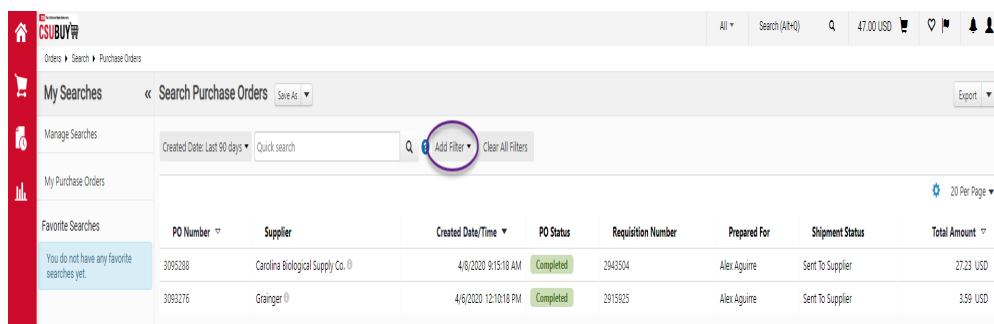 CSUBUY
All ▾ Search (Alt+Q) 47.00 USD
Orders ▸ Search ▸ Purchase Orders
My Searches « Search Purchase Orders Save As ▼ Export ▼
Manage Searches
Created Date: Last 90 days ▾ Quick search Add Filter ▾ Clear All Filters
My Purchase Orders
20 Per Page ▾
Favorite Searches
PO Number ▽ Supplier Created Date/Time ▼ PO Status Requisition Number Prepared For Shipment Status Total Amount ▽
You do not have any favorite
searches yet.
3095288 Carolina Biological Supply Co. 4/8/2020 9:15:18 AM Completed 2943504 Alex Aguirre Sent To Supplier 27.23 USD
3093276 Grainger 4/6/2020 12:10:18 PM Completed 2915925 Alex Aguirre Sent To Supplier 3.59 USD